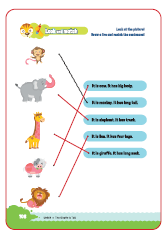 Look and match
Look at the picture!
Draw a line and match the sentence!
It is cow. It has big body.
It is monkey. It has long tail.
It is elephant. It has trunk.
It is lion. It has four legs.
It is giraffe. It has long neck.